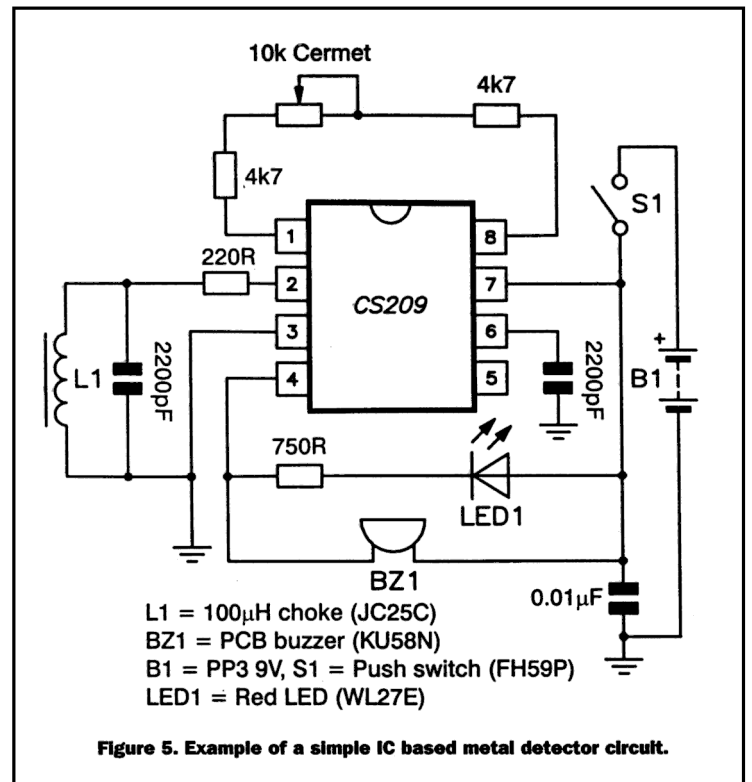 10k Cermet
4k7
4k7
S1
1
8
220R
2
7
CS209
3
6
+
L1
2200pF
4
5
2200pF
B1
750R
LED1
BZ1
0.01µF
L1 = 100µH choke (JC25C)
BZ1 = PCB buzzer (KU58N)
B1 = PP3 9V, S1 = Push switch (FH59P)
LED1 = Red LED (WL27E)
Figure 5. Example of a simple IC based metal detector circuit.